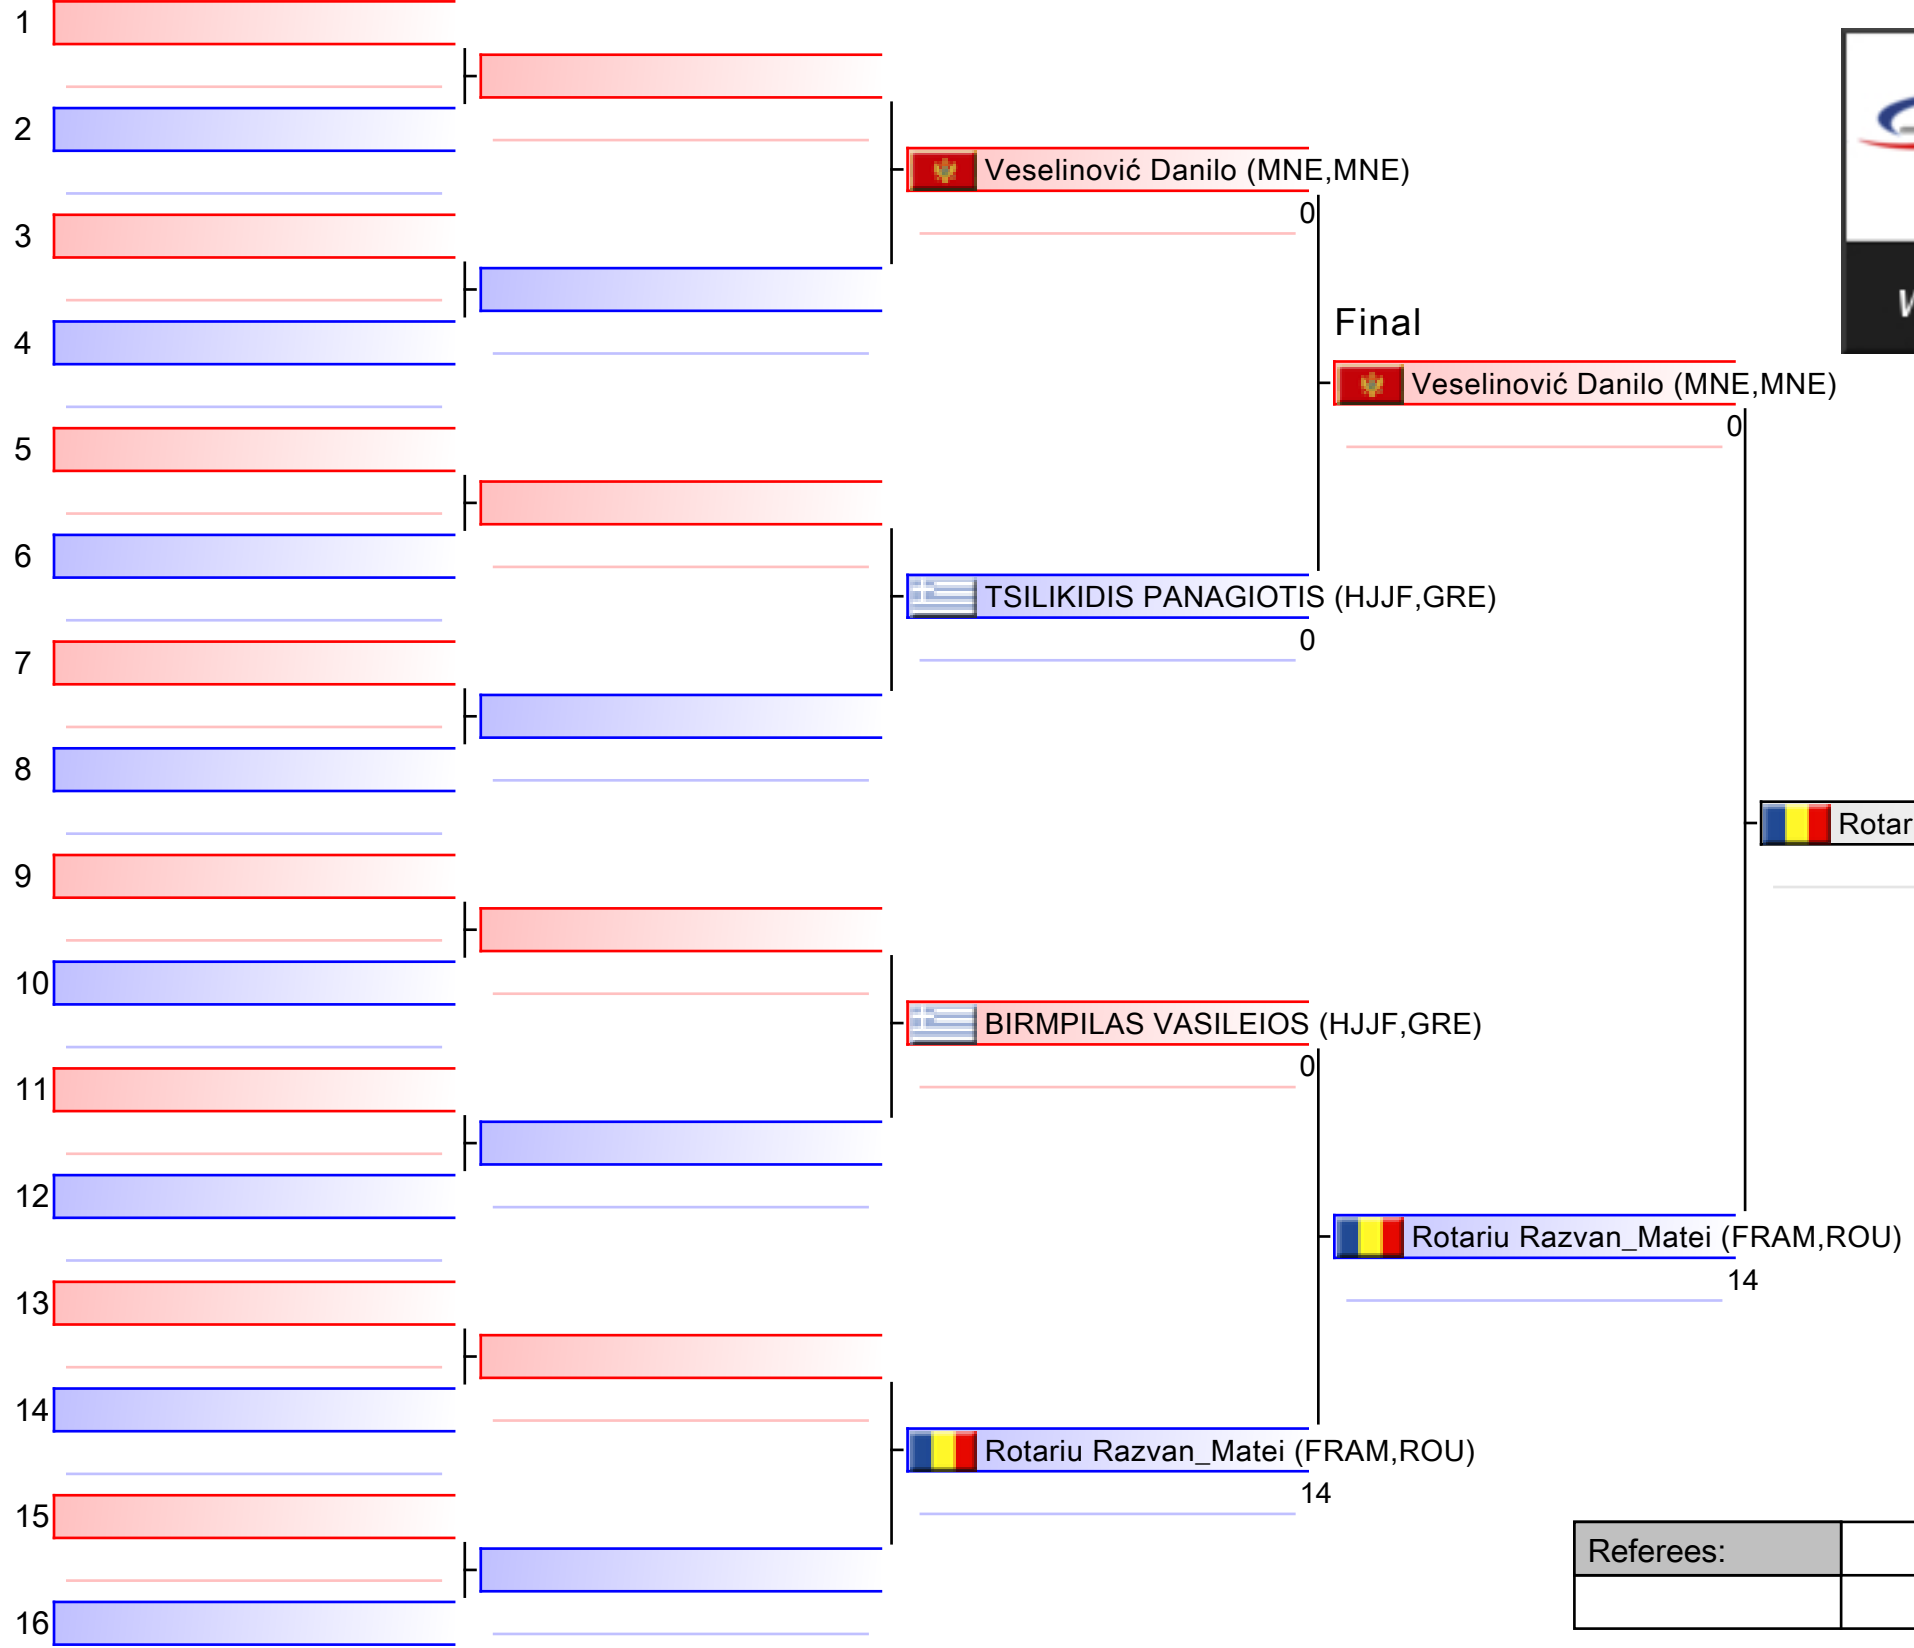 1
2
Veselinović Danilo (MNE,MNE)
0
3
Final
4
Veselinović Danilo (MNE,MNE)
0
5
6
TSILIKIDIS PANAGIOTIS (HJJF,GRE)
0
7
8
Rotar
9
10
BIRMPILAS VASILEIOS (HJJF,GRE)
0
11
12
Rotariu Razvan_Matei (FRAM,ROU)
14
13
14
Rotariu Razvan_Matei (FRAM,ROU)
14
15
Referees:
16